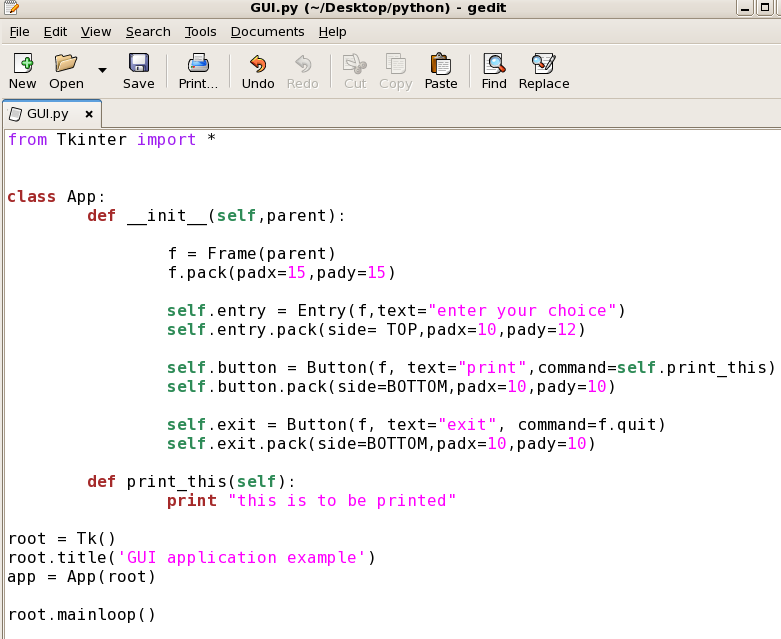 GUI.py (~/Desktop/python) - gedit
File Edit View Search Tools Documents Help
New Open Save Print... Undo Redo Cut Copy Paste Find Replace
GUI.py
from Tkinter import *
class App:
        def __init__(self,parent):
                f = Frame(parent)
                f.pack(padx=15,pady=15)
                self.entry = Entry(f,text="enter your choice")
                self.entry.pack(side= TOP,padx=10,pady=12)
                self.button = Button(f, text="print",command=self.print_this)
                self.button.pack(side=BOTTOM,padx=10,pady=10)
                self.exit = Button(f, text="exit", command=f.quit)
                self.exit.pack(side=BOTTOM,padx=10,pady=10)
        def print_this(self):
                print "this is to be printed"
root = Tk()
root.title('GUI application example')
app = App(root)
root.mainloop()